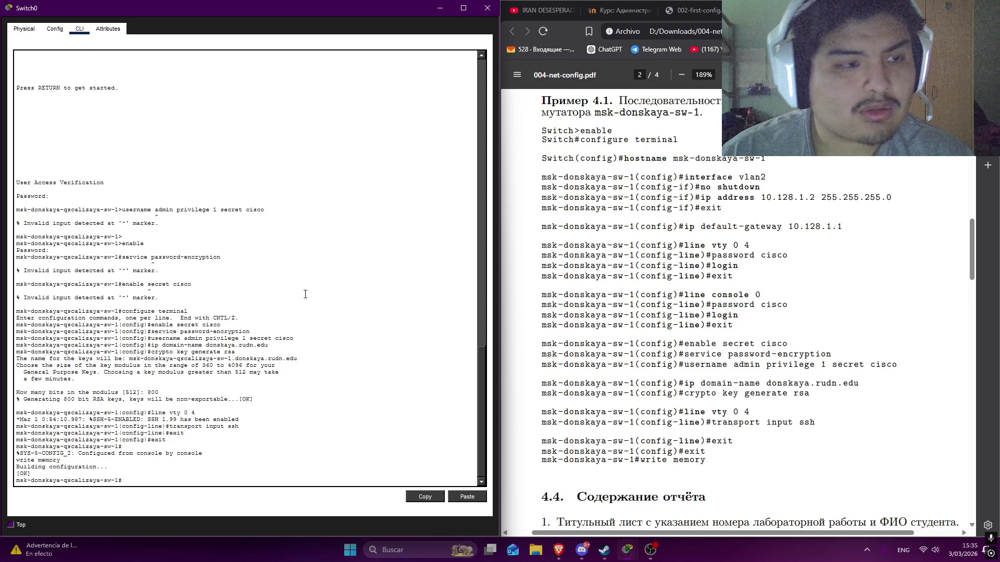 Switch0
Physical
Config
CLI
Attributes
Press RETURN to get started.
User Access Verification
Password:
msk-donskaya-qscalizaya-sw-1>username admin privilege 1 secret cisco
^
% Invalid input detected at '^' marker.
msk-donskaya-qscalizaya-sw-1>
msk-donskaya-qscalizaya-sw-1>enable
Password:
msk-donskaya-qscalizaya-sw-1#service password-encryption
^
% Invalid input detected at '^' marker.
msk-donskaya-qscalizaya-sw-1#enable secret cisco
^
% Invalid input detected at '^' marker.
msk-donskaya-qscalizaya-sw-1#configure terminal
Enter configuration commands, one per line. End with CNTL/Z.
msk-donskaya-qscalizaya-sw-1(config)#enable secret cisco
msk-donskaya-qscalizaya-sw-1(config)#service password-encryption
msk-donskaya-qscalizaya-sw-1(config)#username admin privilege 1 secret cisco
msk-donskaya-qscalizaya-sw-1(config)#ip domain-name donskaya.rudn.edu
msk-donskaya-qscalizaya-sw-1(config)#crypto key generate rsa
The name for the keys will be: msk-donskaya-qscalizaya-sw-1.donskaya.rudn.edu
Choose the size of the key modulus in the range of 360 to 4096 for your
General Purpose Keys. Choosing a key modulus greater than 512 may take
a few minutes.
How many bits in the modulus [512]: 800
% Generating 800 bit RSA keys, keys will be non-exportable...[OK]
msk-donskaya-qscalizaya-sw-1(config)#line vty 0 4
*Mar 1 0:54:10.987: %SSH-5-ENABLED: SSH 1.99 has been enabled
msk-donskaya-qscalizaya-sw-1(config-line)#transport input ssh
msk-donskaya-qscalizaya-sw-1(config-line)#exit
msk-donskaya-qscalizaya-sw-1(config)#exit
msk-donskaya-qscalizaya-sw-1#
%SYS-5-CONFIG_I: Configured from console by console
write memory
Building configuration...
[OK]
msk-donskaya-qscalizaya-sw-1#
Copy
Paste
Top
IRAN DESESPERAD
Курс: Администри
002-first-config.
Archivo
D:/Downloads/004-net
528 · Входящие —...
ChatGPT
Telegram Web
(1167)
004-net-config.pdf
2 / 4
189%
Пример 4.1. Последовательност
мутатора msk-donskaya-sw-1.
Switch>enable
Switch#configure terminal
Switch(config)#hostname msk-donskaya-sw-1
msk-donskaya-sw-1(config)#interface vlan2
msk-donskaya-sw-1(config-if)#no shutdown
msk-donskaya-sw-1(config-if)#ip address 10.128.1.2 255.255.255.0
msk-donskaya-sw-1(config-if)#exit
msk-donskaya-sw-1(config)#ip default-gateway 10.128.1.1
msk-donskaya-sw-1(config)#line vty 0 4
msk-donskaya-sw-1(config-line)#password cisco
msk-donskaya-sw-1(config-line)#login
msk-donskaya-sw-1(config-line)#exit
msk-donskaya-sw-1(config)#line console 0
msk-donskaya-sw-1(config-line)#password cisco
msk-donskaya-sw-1(config-line)#login
msk-donskaya-sw-1(config-line)#exit
msk-donskaya-sw-1(config)#enable secret cisco
msk-donskaya-sw-1(config)#service password-encryption
msk-donskaya-sw-1(config)#username admin privilege 1 secret cisco
msk-donskaya-sw-1(config)#ip domain-name donskaya.rudn.edu
msk-donskaya-sw-1(config)#crypto key generate rsa
msk-donskaya-sw-1(config)#line vty 0 4
msk-donskaya-sw-1(config-line)#transport input ssh
msk-donskaya-sw-1(config-line)#exit
msk-donskaya-sw-1(config)#exit
msk-donskaya-sw-1#write memory
4.4. Содержание отчёта
1. Титульный лист с указанием номера лабораторной работы и ФИО студента.
Advertencia de l...
En efecto
Buscar
9+
ENG
15:35
3/03/2026